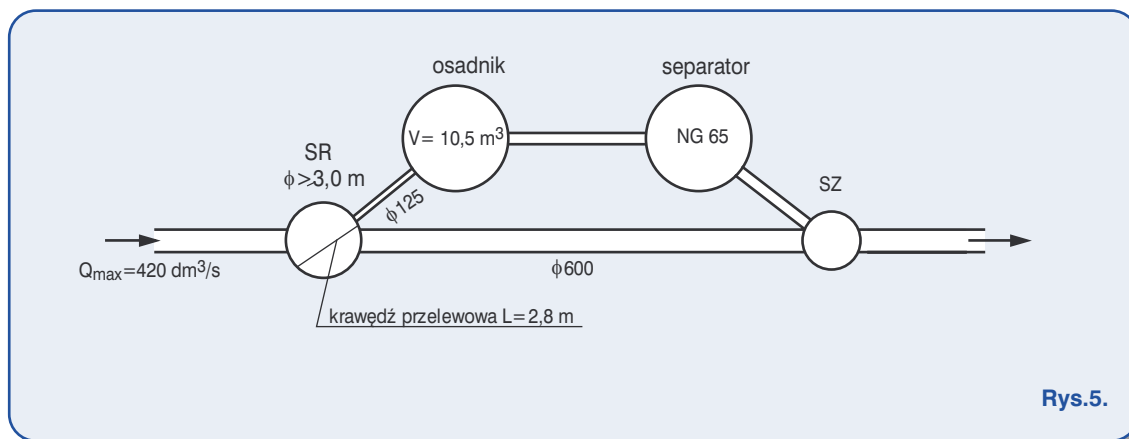 osadnik
separator
V= 10,5 m³
NG 65
SR
ϕ⩾3,0 m
ϕ125
SZ
Qmax=420 dm³/s
ϕ600
krawędź przelewowa L=2,8 m
Rys.5.